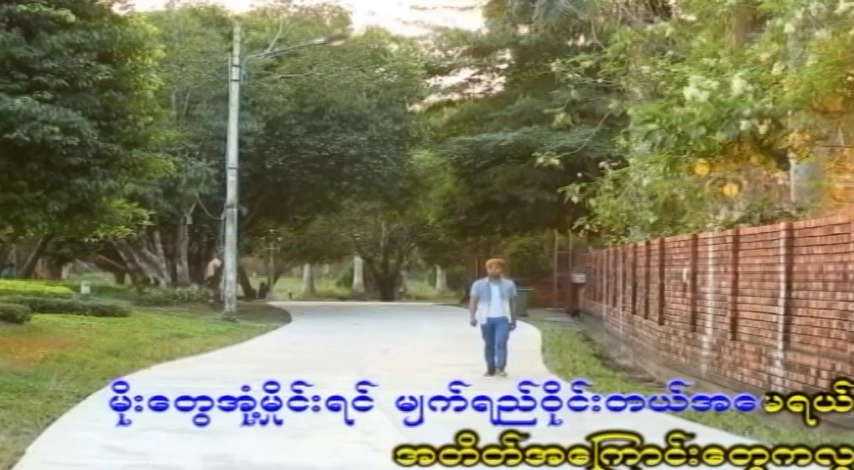 မိုးတွေအုံ့မှိုင်းရင် မျက်ရည်ဝိုင်းတယ်အမေရယ်
အတိတ်အကြောင်းတွေကလှ